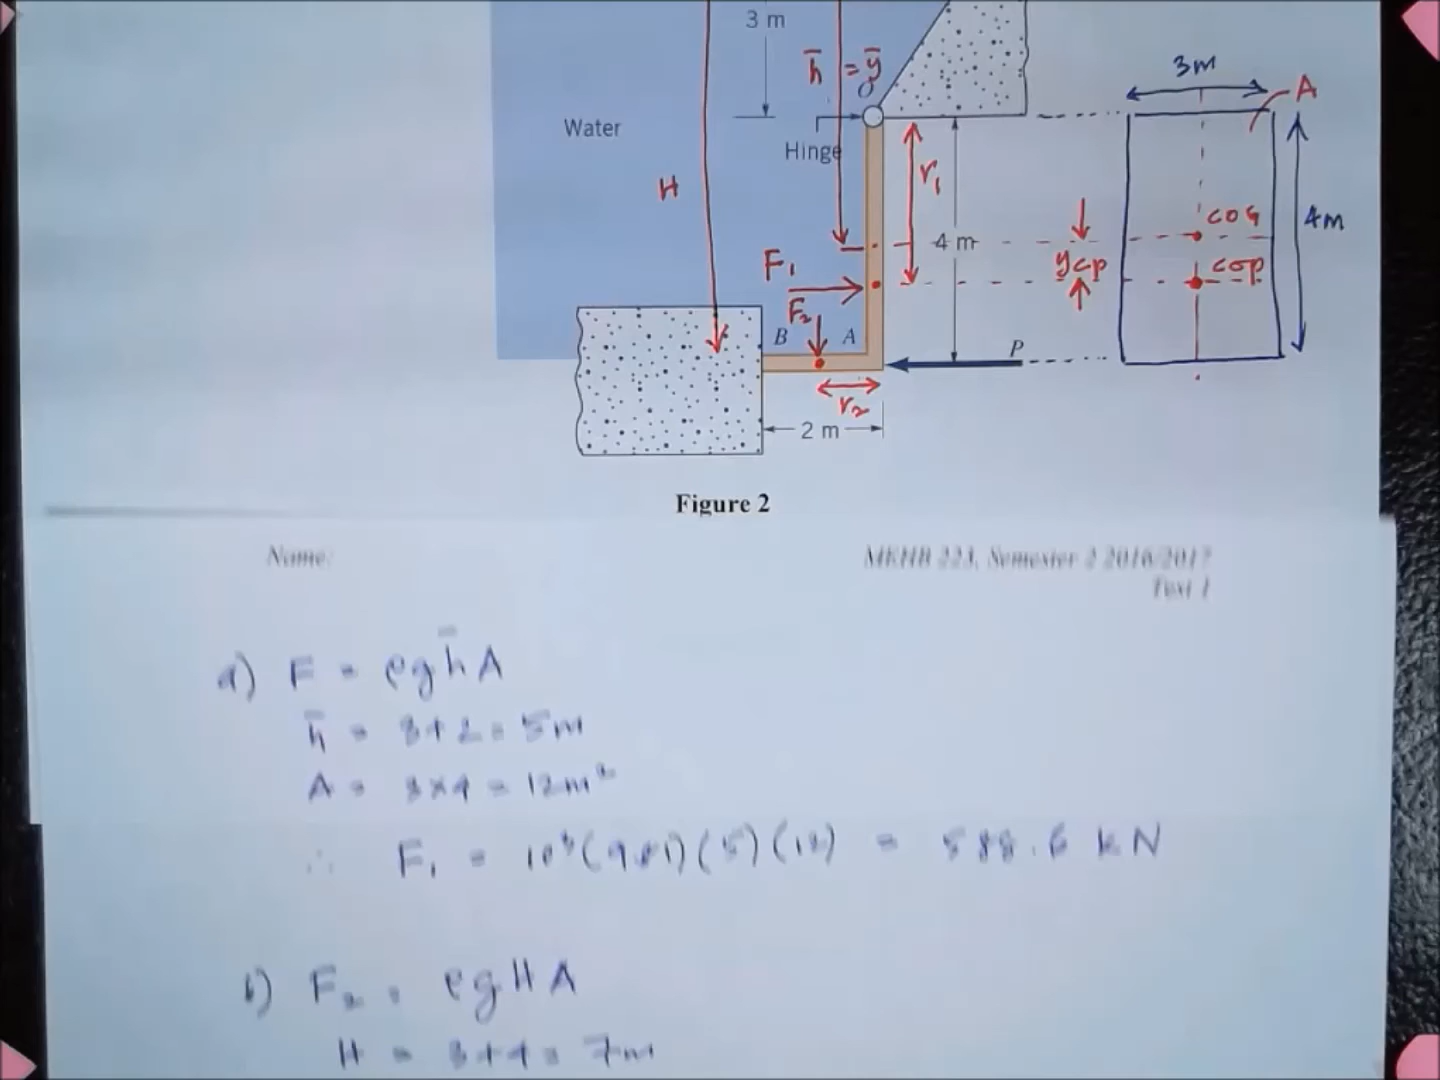 3 m
h̄ = ȳ
O
3m
A
Water
Hinge
r₁
H
COG
4 m
4m
F₁
ycp
COP
F₂
B
A
P
r₂
2 m
Figure 2
Name:
MEHB 223, Semester 2 2016/2017
Test 1
a) F = ρgh̄A
h̄ = 3+2 = 5m
A = 3×4 = 12m²
∴ F₁ = 10³(9.81)(5)(12) = 588.6 kN
b) F₂ = ρgHA
H = 3+4 = 7m